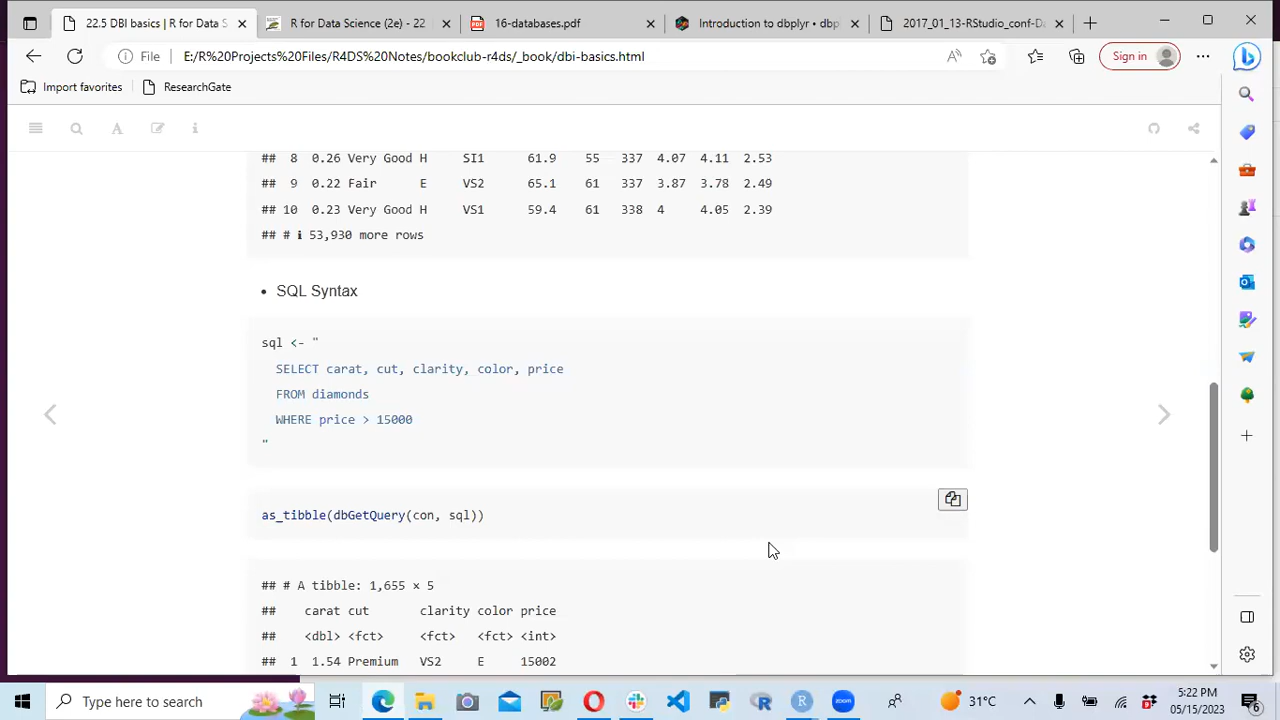 22.5 DBI basics | R for Data S
R for Data Science (2e) - 22
16-databases.pdf
Introduction to dbplyr • dbp
2017_01_13-RStudio_conf-Da
File
E:/R%20Projects%20Files/R4DS%20Notes/bookclub-r4ds/_book/dbi-basics.html
Sign in
Import favorites
ResearchGate
## 8 0.26 Very Good H SI1 61.9 55 337 4.07 4.11 2.53
## 9 0.22 Fair E VS2 65.1 61 337 3.87 3.78 2.49
## 10 0.23 Very Good H VS1 59.4 61 338 4 4.05 2.39
## # ℹ 53,930 more rows
• SQL Syntax
sql <- "
SELECT carat, cut, clarity, color, price
FROM diamonds
WHERE price > 15000
"
as_tibble(dbGetQuery(con, sql))
## # A tibble: 1,655 × 5
## carat cut clarity color price
## <dbl> <fct> <fct> <fct> <int>
## 1 1.54 Premium VS2 E 15002
Type here to search
zoom
31°C
5:22 PM
05/15/2023
6